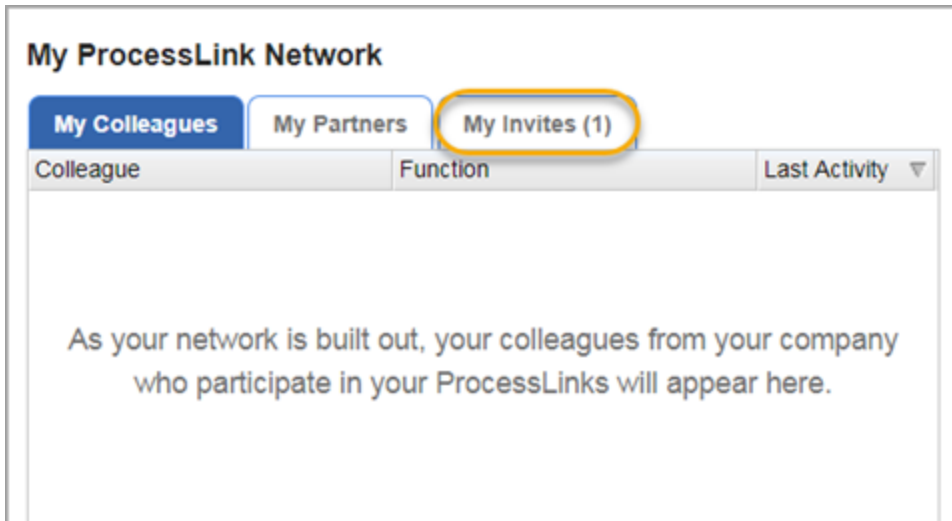 My ProcessLink Network
My Colleagues My Partners My Invites (1)
Colleague Function Last Activity
As your network is built out, your colleagues from your company
who participate in your ProcessLinks will appear here.